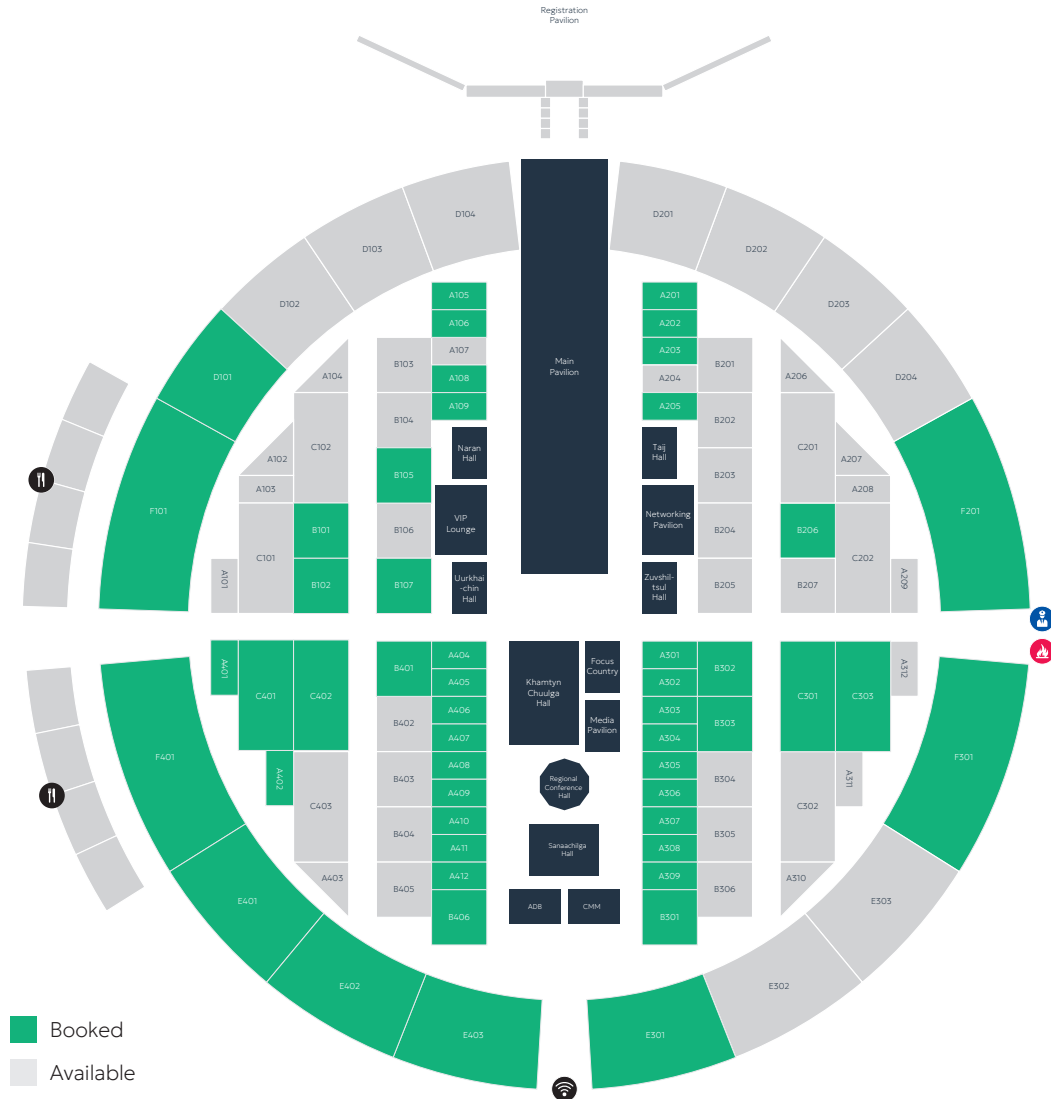 Registration
Pavilion
D104
D201
D103
D202
D102
D203
A105
A201
A106
A202
A107
A203
Main
Pavilion
B103
B201
D101
A104
A108
A204
A206
D204
A109
A205
B104
B202
C102
C201
Naran
Hall
Taij
Hall
A102
B105
B203
A207
A103
A208
F101
VIP
Lounge
Networking
Pavilion
F201
B101
B106
B204
B206
C101
C202
A101
B102
B107
Uurkhai
-chin
Hall
Zuvshil-
tsul
Hall
B205
B207
A209
A401
C401
C402
B401
A404
A405
Khamtyn
Chuulga
Hall
Focus
Country
A301
A302
B302
C301
C303
A312
B402
A406
A407
Media
Pavilion
A303
A304
B303
F401
A402
C403
B403
A408
A409
Regional
Conference
Hall
A305
A306
B304
C302
A311
F301
B404
A410
A411
Sanaachilga
Hall
A307
A308
B305
A403
B405
A412
A309
B306
A310
E401
B406
ADB
CMM
B301
E303
E402
E302
E403
E301
Booked
Available